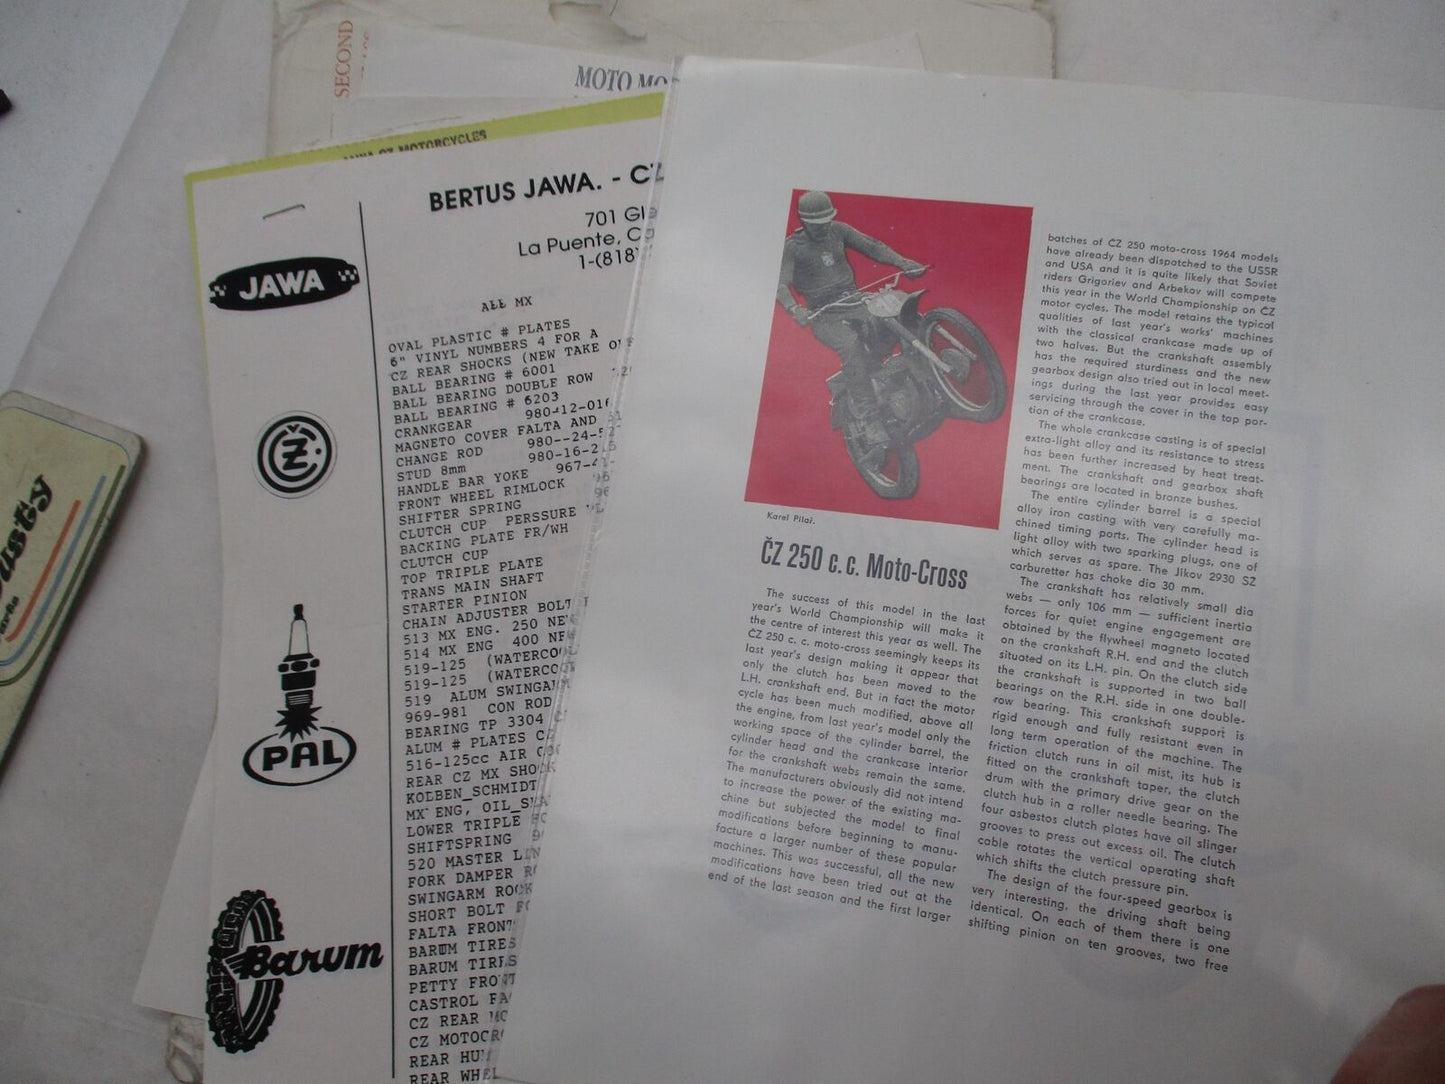 SECOND
MOTO
JAWA CZ MOTORCYCLES
BERTUS JAWA. - CZ
701
La Puente,
1-(818)
JAWA
ČZ
PAL
Barum
ALL MX
OVAL PLASTIC # PLATES
6" VINYL NUMBERS 4 FOR A
CZ REAR SHOCKS (NEW TAKE
BALL BEARING # 6001
BALL BEARING DOUBLE ROW
BALL BEARING # 6203
CRANKGEAR 980-12-016
MAGNETO COVER FALTA AND
CHANGE ROD 980--24-
STUD 8mm 980-16-
HANDLE BAR YOKE 967-
FRONT WHEEL RIMLOCK
SHIFTER SPRING
CLUTCH CUP PERSSURE
BACKING PLATE FR/WH
CLUTCH CUP
TOP TRIPLE PLATE
TRANS MAIN SHAFT
STARTER PINION
CHAIN ADJUSTER BOLT
513 MX ENG. 250 NEW
514 MX ENG 400
519-125 (WATERCOO
519-125 (WATERCOO
519 ALUM SWINGA
969-981 CON ROD
BEARING TP 3304
ALUM # PLATES
516-125cc AIR
REAR CZ MX SHO
KOLBEN_SCHMIDT
MX ENG, OIL
LOWER TRIPLE
SHIFTSPRING
520 MASTER
FORK DAMPER
SWINGARM
SHORT BOLT
FALTA FRONT
BARUM TIRES
BARUM TIRES
PETTY FRONT
CASTROL
CZ REAR
CZ MOTOC
REAR
REAR
Karel Pilař.
ČZ 250 c. c. Moto-Cross
The success of this model in the last
year's World Championship will make it
the centre of interest this year as well. The
ČZ 250 c. c. moto-cross seemingly keeps its
last year's design making it appear that
only the clutch has been moved to the
L.H. crankshaft end. But in fact the motor
cycle has been much modified, above all
the engine, from last year's model only the
working space of the cylinder barrel, the
cylinder head and the crankcase interior
for the crankshaft webs remain the same.
The manufacturers obviously did not intend
to increase the power of the existing ma-
chine but subjected the model to final
modifications before beginning to manu-
facture a larger number of these popular
machines. This was successful, all the new
modifications have been tried out at the
end of the last season and the first larger
batches of ČZ 250 moto-cross 1964 models
have already been dispatched to the USSR
and USA and it is quite likely that Soviet
riders Grigoriev and Arbekov will compete
this year in the World Championship on ČZ
motor cycles. The model retains the typical
qualities of last year's works' machines
with the classical crankcase made up of
two halves. But the crankshaft assembly
has the required sturdiness and the new
gearbox design also tried out in local meet-
ings during the last year provides easy
servicing through the cover in the top por-
tion of the crankcase.
The whole crankcase casting is of special
extra-light alloy and its resistance to stress
has been further increased by heat treat-
ment. The crankshaft and gearbox shaft
bearings are located in bronze bushes.
The entire cylinder barrel is a special
alloy iron casting with very carefully ma-
chined timing ports. The cylinder head is
light alloy with two sparking plugs, one of
which serves as spare. The Jikov 2930 SZ
carburetter has choke dia 30 mm.
The crankshaft has relatively small dia
webs — only 106 mm — sufficient inertia
forces for quiet engine engagement are
obtained by the flywheel magneto located
on the crankshaft R.H. end and the clutch
situated on its L.H. pin. On the clutch side
the crankshaft is supported in two ball
bearings on the R.H. side in one double-
row bearing. This crankshaft support is
rigid enough and fully resistant even in
long term operation of the machine. The
friction clutch runs in oil mist, its hub is
fitted on the crankshaft taper, the clutch
drum with the primary drive gear on the
clutch hub in a roller needle bearing. The
four asbestos clutch plates have oil slinger
grooves to press out excess oil. The clutch
cable rotates the vertical operating shaft
which shifts the clutch pressure pin.
The design of the four-speed gearbox is
very interesting, the driving shaft being
identical. On each of them there is one
shifting pinion on ten grooves, two free